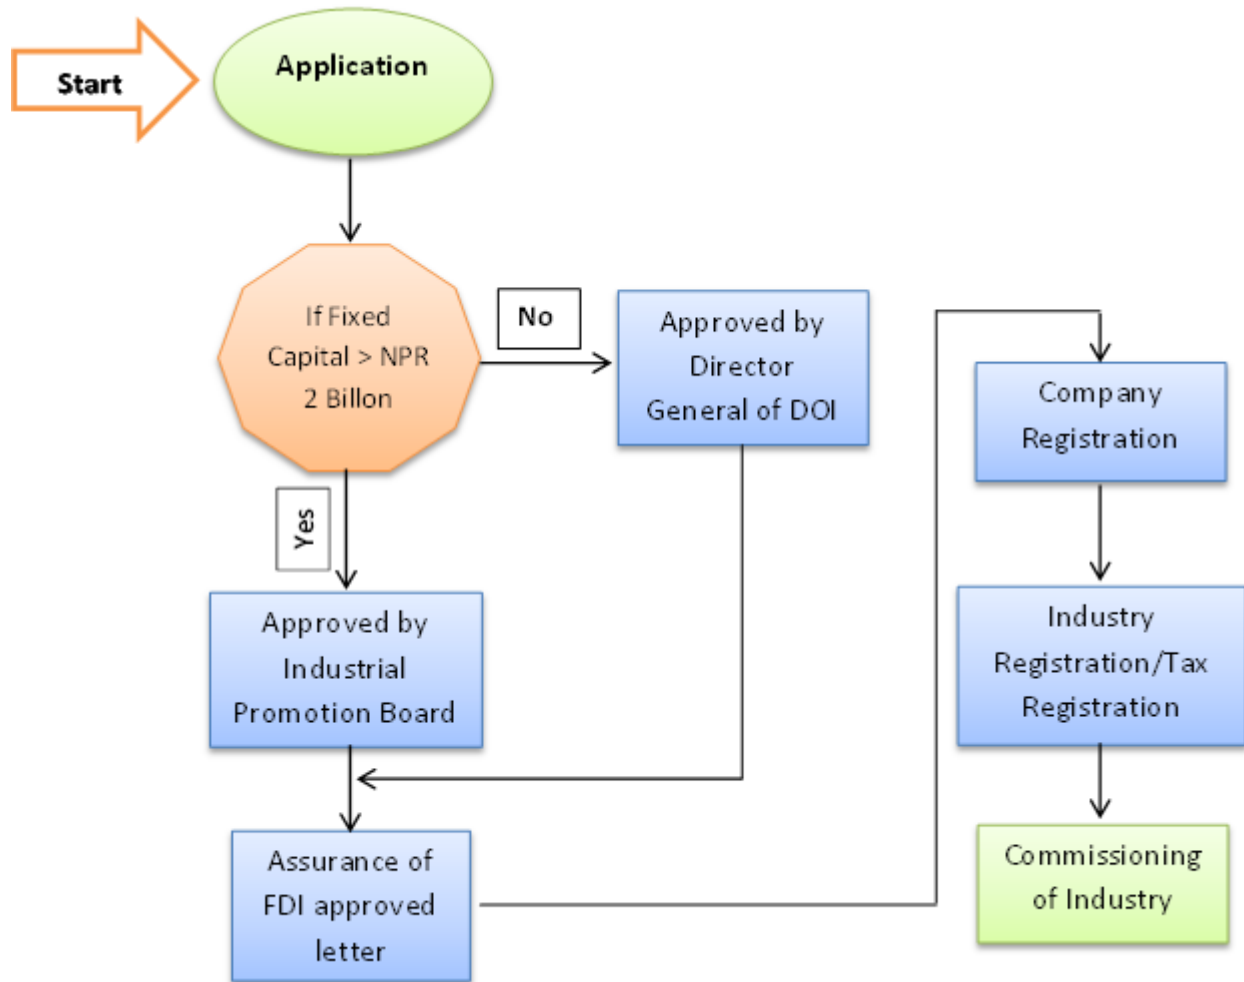 Start
Application
If Fixed
Capital > NPR
2 Billon
No
Approved by
Director
General of DOI
Yes
Approved by
Industrial
Promotion Board
Assurance of
FDI approved
letter
Company
Registration
Industry
Registration/Tax
Registration
Commissioning
of Industry